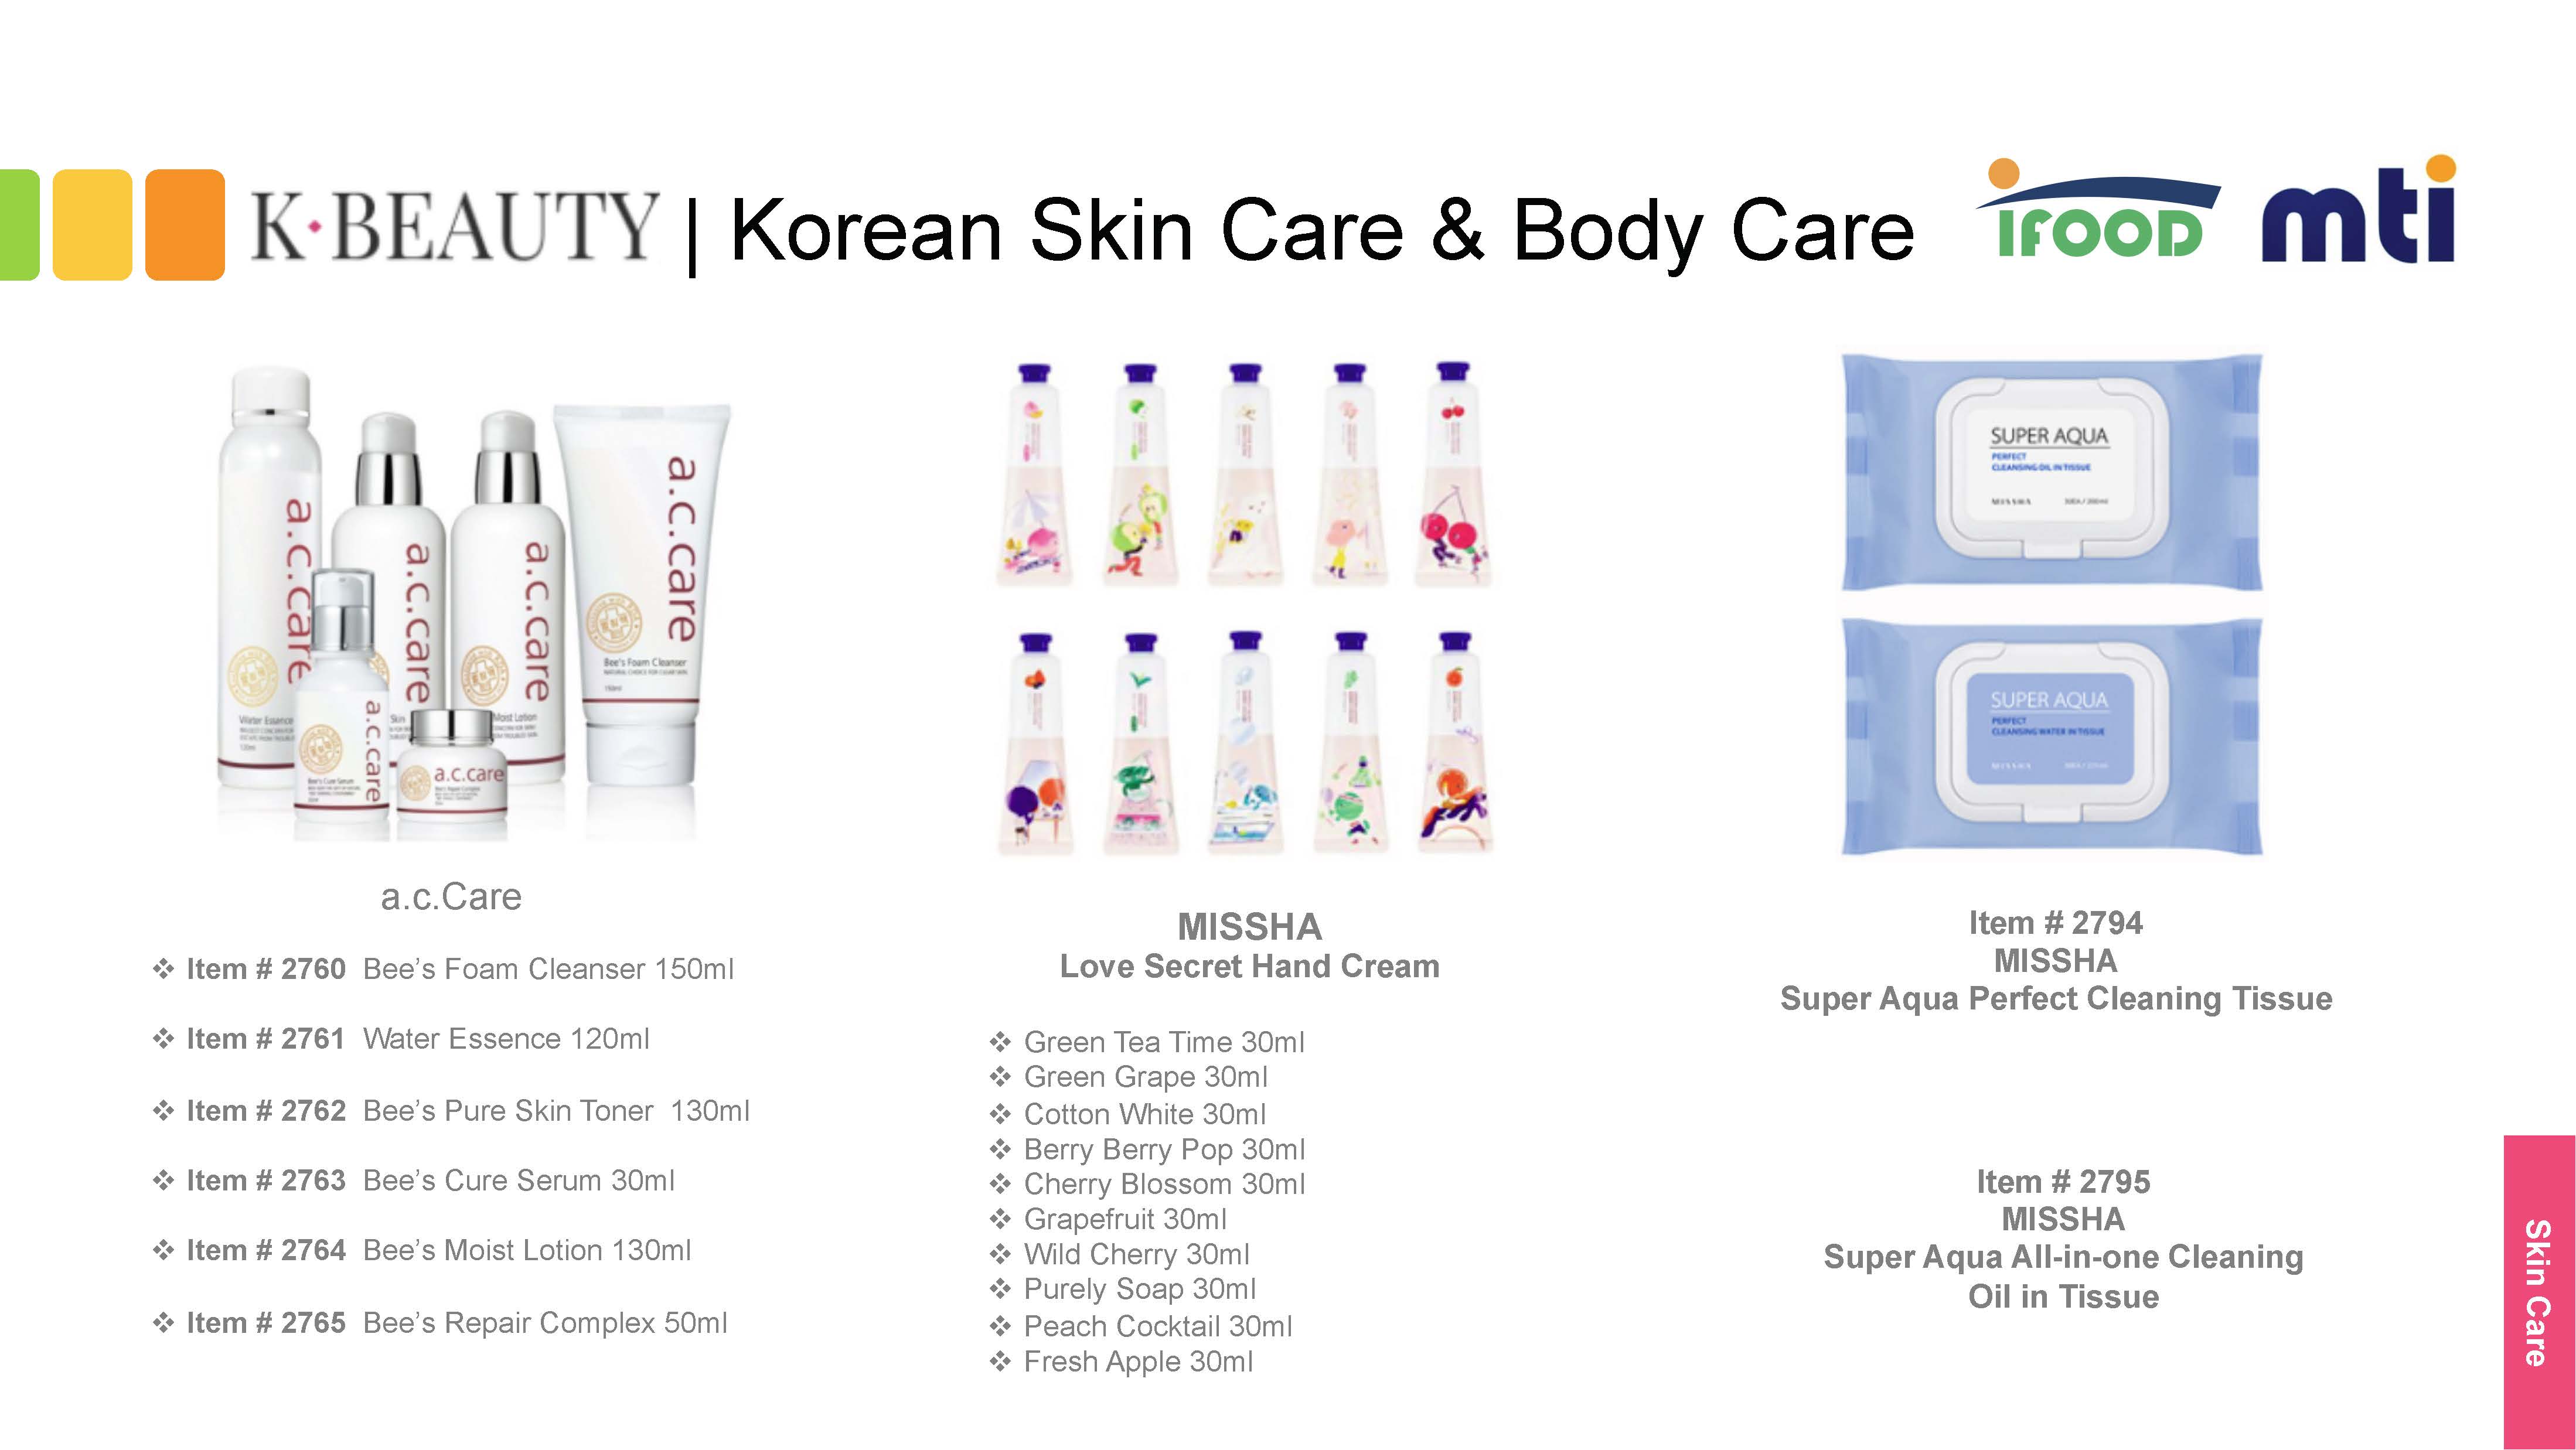 K·BEAUTY | Korean Skin Care & Body Care
IFOOD
mti
a.c.care
a.c.care
a.c.care
a.c.care
Bee's Foam Cleanser
150ml
Water Essence
120ml
Skin
Moist Lotion
a.c.care
Bee's Cure Serum
a.c.care
Bee's Repair Complex
SUPER AQUA
PERFECT
CLEANSING OIL IN TISSUE
MISSHA
SUPER AQUA
PERFECT
CLEANSING WATER IN TISSUE
MISSHA
a.c.Care
❖ Item # 2760 Bee’s Foam Cleanser 150ml
❖ Item # 2761 Water Essence 120ml
❖ Item # 2762 Bee’s Pure Skin Toner 130ml
❖ Item # 2763 Bee’s Cure Serum 30ml
❖ Item # 2764 Bee’s Moist Lotion 130ml
❖ Item # 2765 Bee’s Repair Complex 50ml
MISSHA
Love Secret Hand Cream
❖ Green Tea Time 30ml
❖ Green Grape 30ml
❖ Cotton White 30ml
❖ Berry Berry Pop 30ml
❖ Cherry Blossom 30ml
❖ Grapefruit 30ml
❖ Wild Cherry 30ml
❖ Purely Soap 30ml
❖ Peach Cocktail 30ml
❖ Fresh Apple 30ml
Item # 2794
MISSHA
Super Aqua Perfect Cleaning Tissue
Item # 2795
MISSHA
Super Aqua All-in-one Cleaning
Oil in Tissue
Skin Care